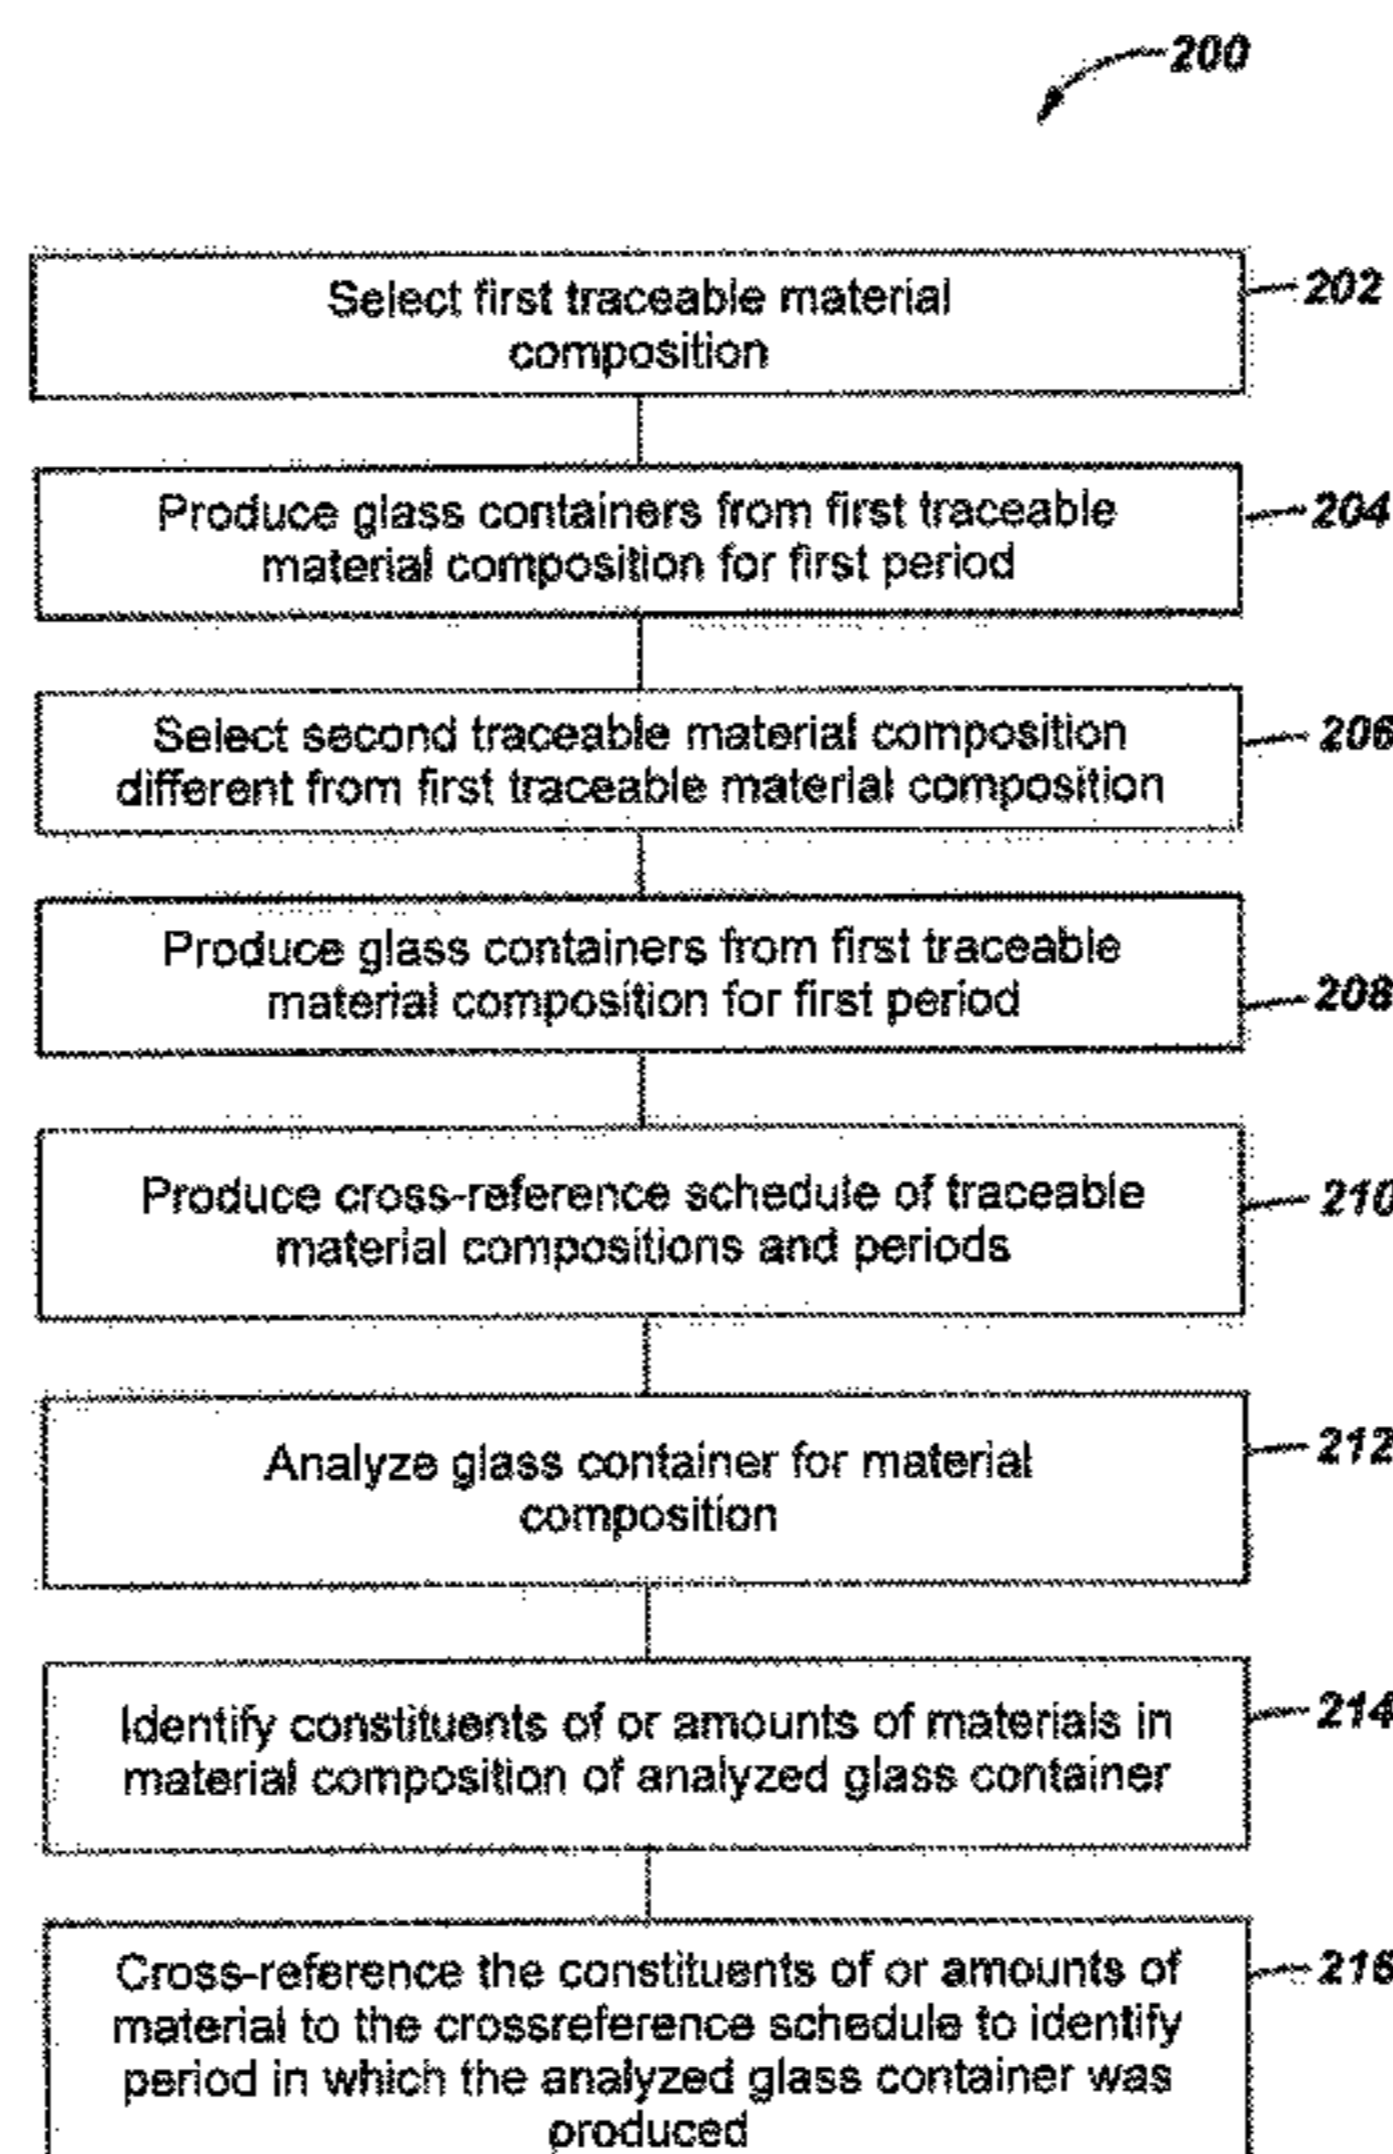 200
Select first traceable material
composition
202
Produce glass containers from first traceable
material composition for first period
204
Select second traceable material composition
different from first traceable material composition
206
Produce glass containers from first traceable
material composition for first period
208
Produce cross-reference schedule of traceable
material compositions and periods
210
Analyze glass container for material
composition
212
Identify constituents of or amounts of materials in
material composition of analyzed glass container
214
Cross-reference the constituents of or amounts of
material to the crossreference schedule to identify
period in which the analyzed glass container was
produced
216